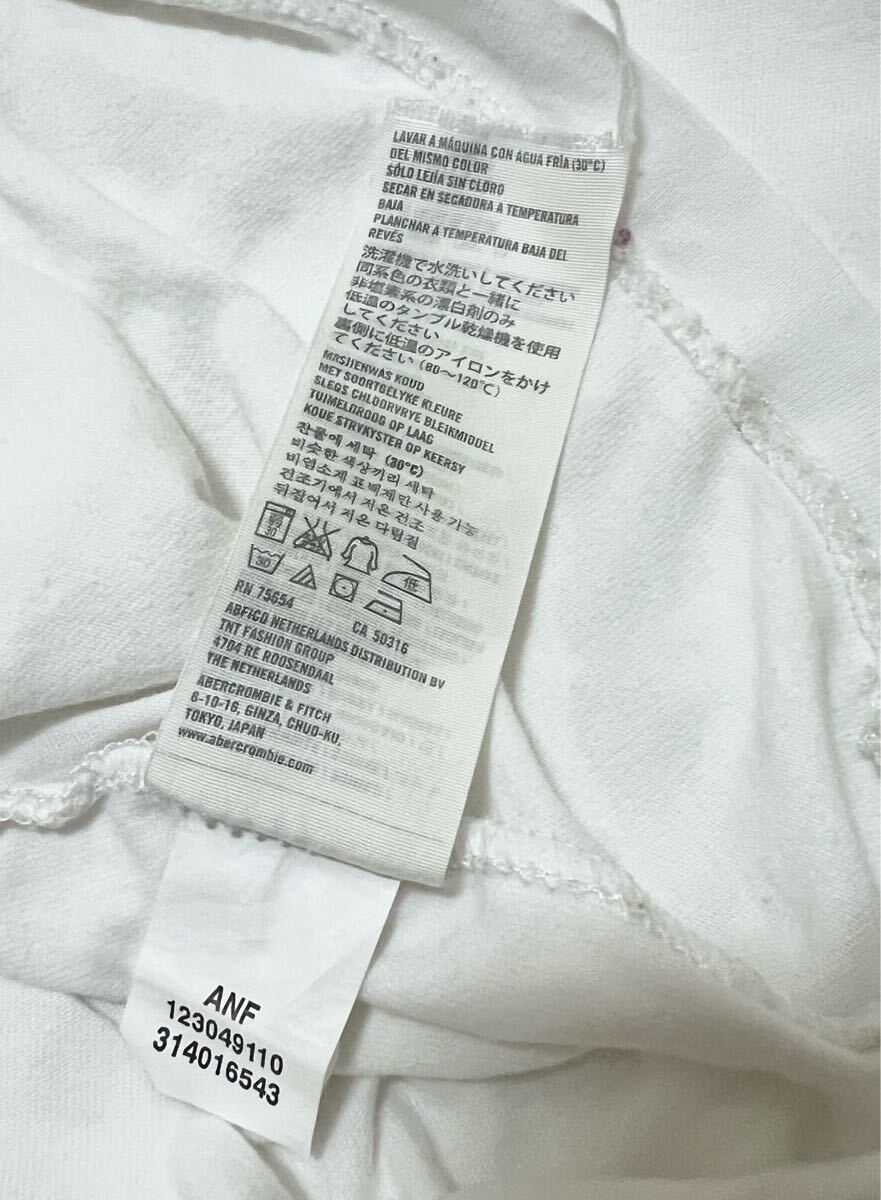 LAVAR A MÁQUINA CON AGUA FRÍA (30°C)
DEL MISMO COLOR
SÓLO LEJÍA SIN CLORO
SECAR EN SECADORA A TEMPERATURA
BAJA
PLANCHAR A TEMPERATURA BAJA DEL
REVÉS
洗濯機で水洗いしてください
同系色の衣類と一緒に
非塩素系の漂白剤のみ
低温のタンブル乾燥機を使用
してください
裏側に低温のアイロンをかけ
てください (80～120℃)
MASJIENWAS KOUD
MET SOORTGELYKE KLEURE
SLEGS CHLOORVRYE BLEIKMIDDEL
TUIMELDROOG OP LAAG
KOUE STRYKYSTER OP KEERSY
찬물에 세탁 (30°C)
비슷한 색상끼리 세탁
비염소계 표백제만 사용 가능
건조기에서 저온 건조
뒤집어서 저온 다림질
弱 30
低
30
RN 75654 CA 50316
ABFICO NETHERLANDS DISTRIBUTION BV
TNT FASHION GROUP
4704 RE ROOSENDAAL
THE NETHERLANDS
ABERCROMBIE & FITCH
6-10-16, GINZA, CHUO-KU,
TOKYO, JAPAN
www.abercrombie.com
ANF
123049110
314016543